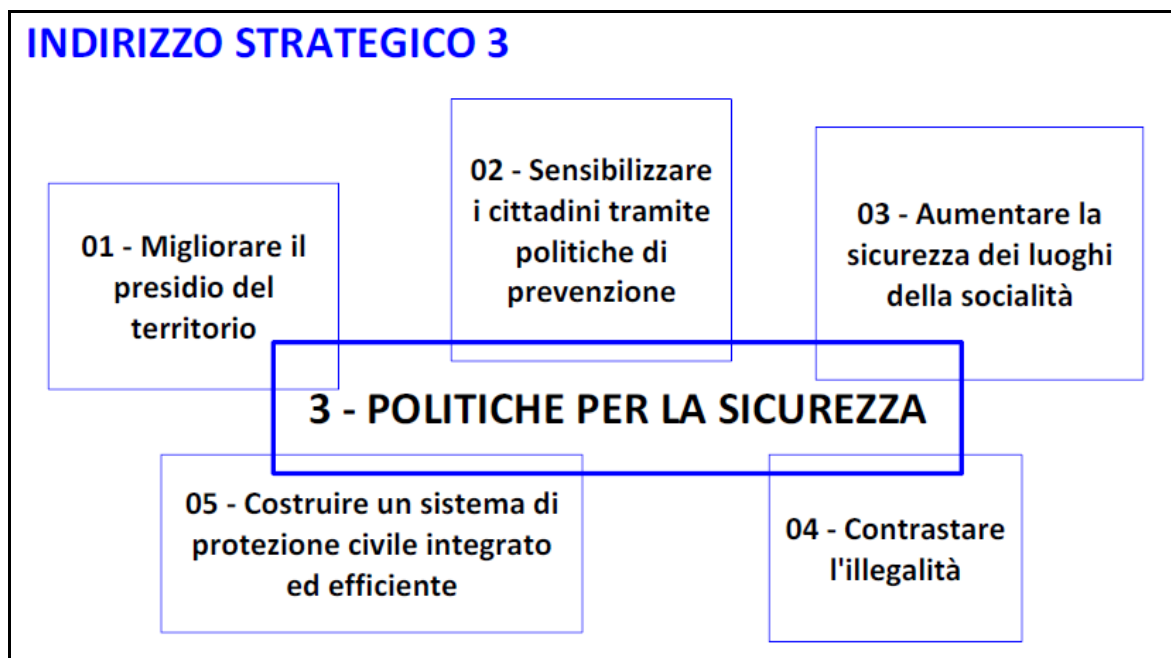 INDIRIZZO STRATEGICO 3
01 - Migliorare il
presidio del
territorio
02 - Sensibilizzare
i cittadini tramite
politiche di
prevenzione
03 - Aumentare la
sicurezza dei luoghi
della socialità
3 - POLITICHE PER LA SICUREZZA
05 - Costruire un sistema di
protezione civile integrato
ed efficiente
04 - Contrastare
l'illegalità